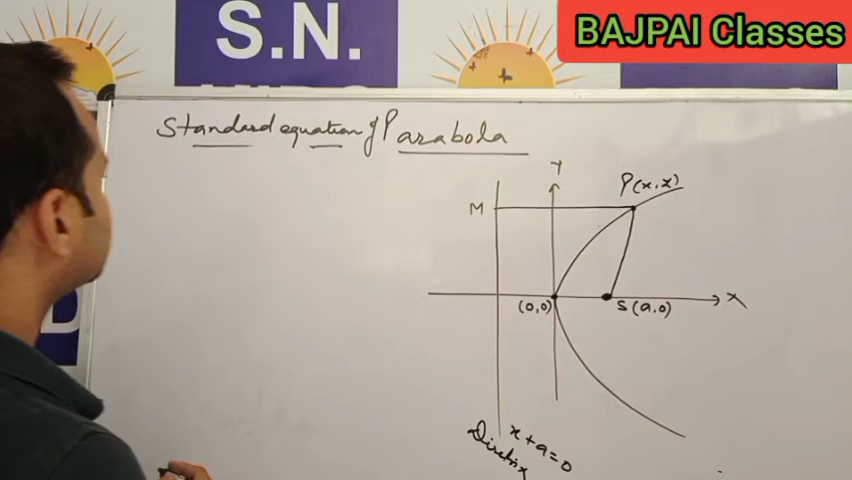 BAJPAI Classes
S.N.
Standard equation of Parabola
Y
P(x,y)
M
X
(0,0)
S(a,0)
x+a=0
Directrix